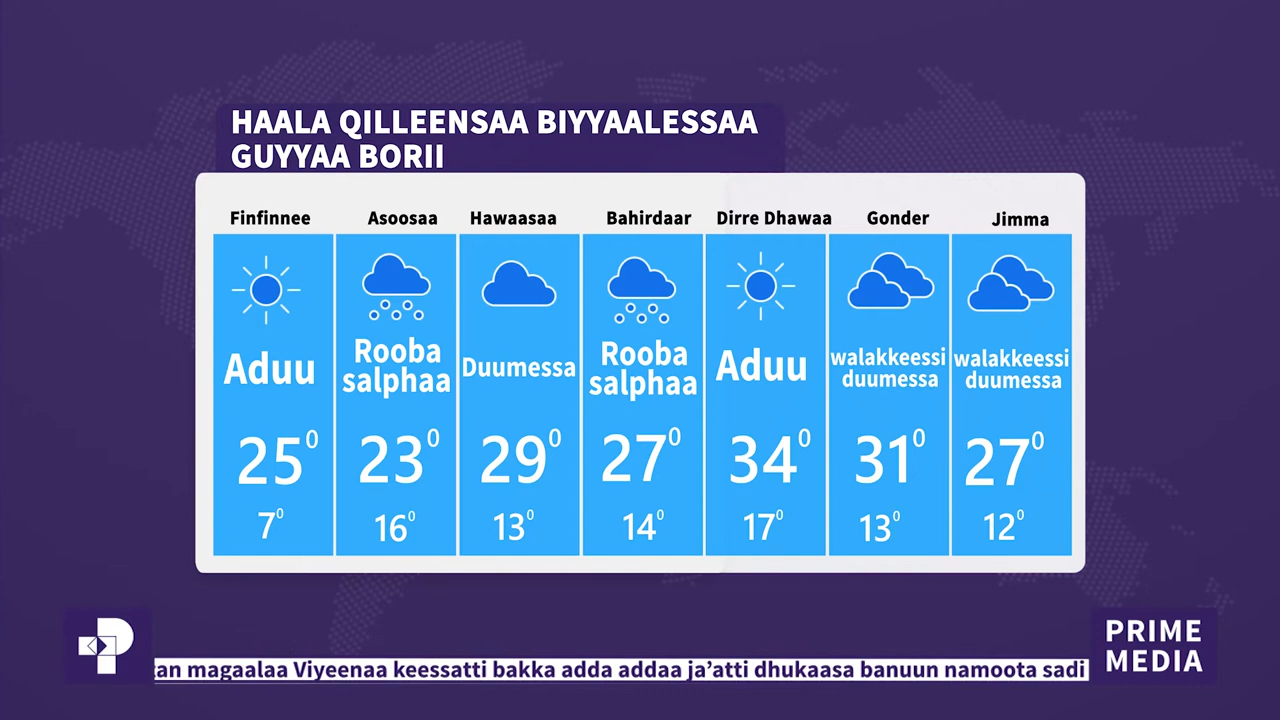 HAALA QILLEENSAA BIYYAALESSAA
GUYYAA BORII
Finfinnee Asoosaa Hawaasaa Bahirdaar Dirre Dhawaa Gonder Jimma
Aduu
Rooba
salphaa
Duumessa
Rooba
salphaa
Aduu
walakkeessi
duumessa
walakkeessi
duumessa
25⁰ 23⁰ 29⁰ 27⁰ 34⁰ 31⁰ 27⁰
7⁰ 16⁰ 13⁰ 14⁰ 17⁰ 13⁰ 12⁰
PRIME
MEDIA
magaalaa Viyeenaa keessatti bakka adda addaa ja’atti dhukaasa banuun namoota sadi